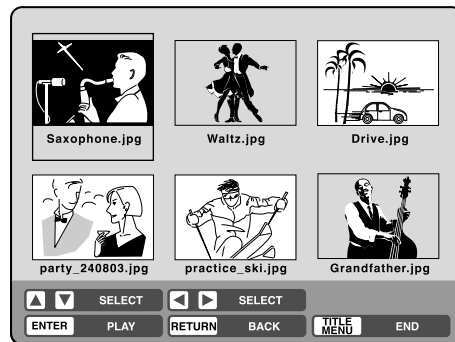 Saxophone.jpg Waltz.jpg Drive.jpg
party_240803.jpg practice_ski.jpg Grandfather.jpg
SELECT SELECT
ENTER PLAY RETURN BACK TITLE MENU END